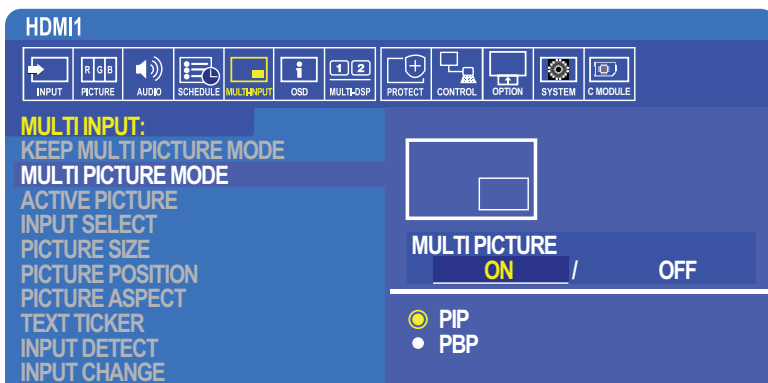 HDMI1
INPUT
R G B
PICTURE
AUDIO
SCHEDULE
MULTI-INPUT
i
OSD
1 2
MULTI-DSP
PROTECT
CONTROL
OPTION
SYSTEM
C MODULE
MULTI INPUT:
KEEP MULTI PICTURE MODE
MULTI PICTURE MODE
ACTIVE PICTURE
INPUT SELECT
PICTURE SIZE
PICTURE POSITION
PICTURE ASPECT
TEXT TICKER
INPUT DETECT
INPUT CHANGE
MULTI PICTURE
ON / OFF
PIP
PBP